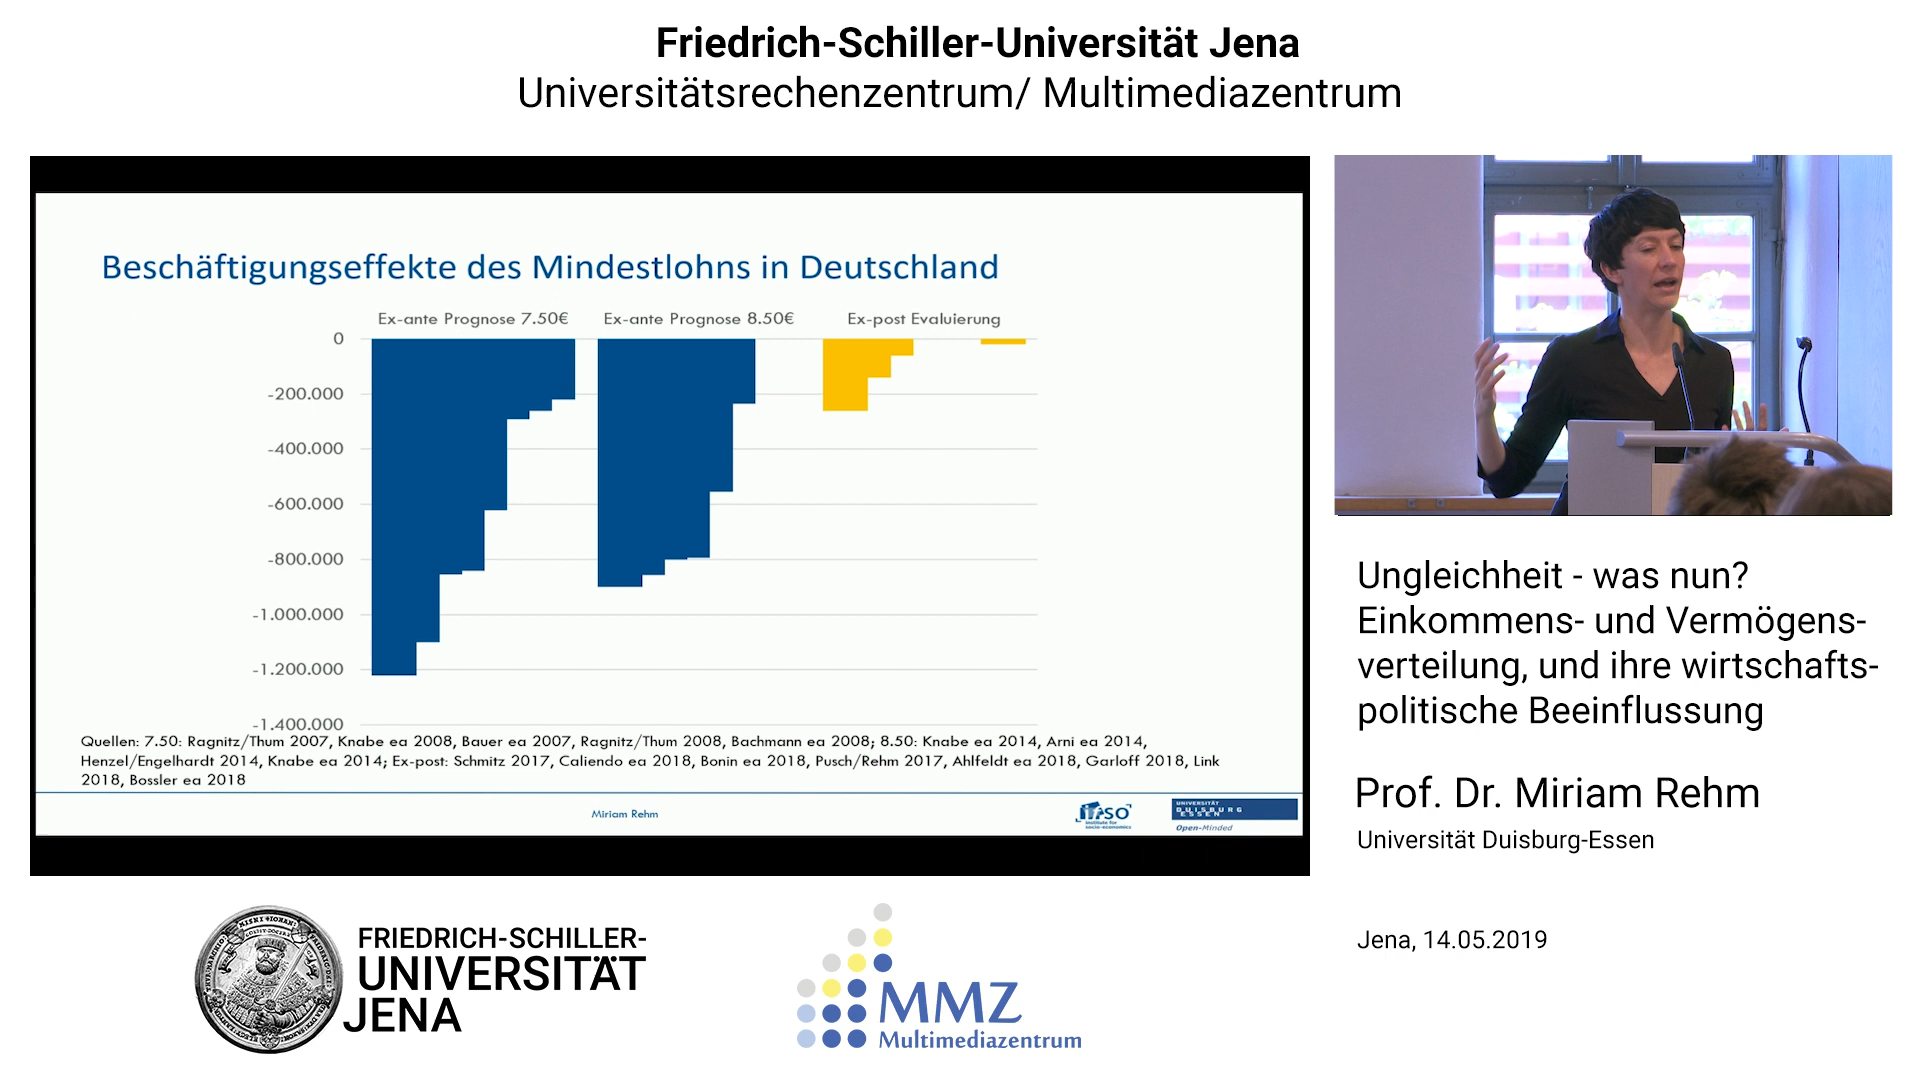 Friedrich-Schiller-Universität Jena
Universitätsrechenzentrum/ Multimediazentrum
Beschäftigungseffekte des Mindestlohns in Deutschland
Ex-ante Prognose 7.50€ Ex-ante Prognose 8.50€ Ex-post Evaluierung
0
-200.000
-400.000
-600.000
-800.000
-1.000.000
-1.200.000
-1.400.000
Quellen: 7.50: Ragnitz/Thum 2007, Knabe ea 2008, Bauer ea 2007, Ragnitz/Thum 2008, Bachmann ea 2008; 8.50: Knabe ea 2014, Arni ea 2014,
Henzel/Engelhardt 2014, Knabe ea 2014; Ex-post: Schmitz 2017, Caliendo ea 2018, Bonin ea 2018, Pusch/Rehm 2017, Ahlfeldt ea 2018, Garloff 2018, Link
2018, Bossler ea 2018
Miriam Rehm
ifso
institute for
socio-economics
UNIVERSITÄT
DUISBURG
ESSEN
Open-Minded
Ungleichheit - was nun?
Einkommens- und Vermögens-
verteilung, und ihre wirtschafts-
politische Beeinflussung
Prof. Dr. Miriam Rehm
Universität Duisburg-Essen
Jena, 14.05.2019
FRIEDRICH-SCHILLER-
UNIVERSITÄT
JENA
MMZ
Multimediazentrum